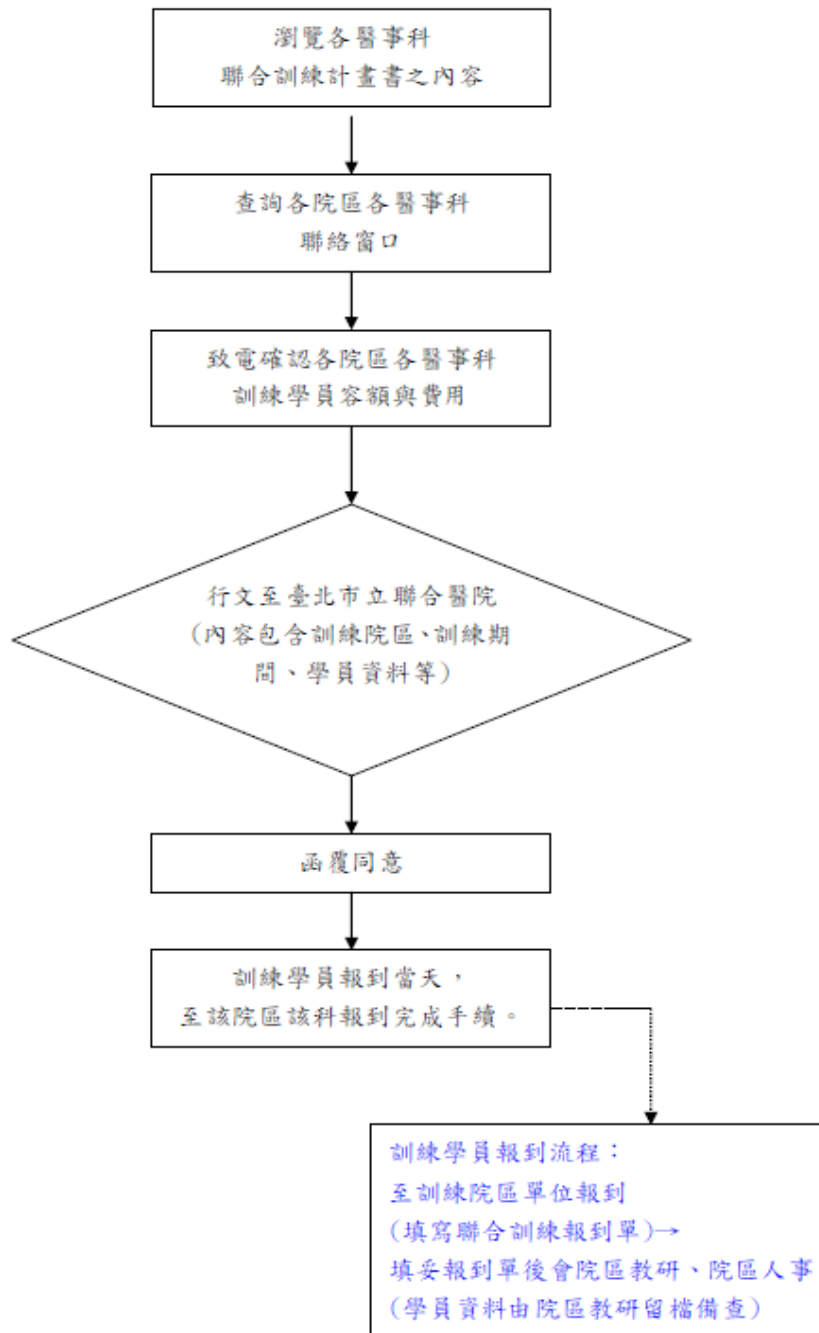 瀏覽各醫事科
聯合訓練計畫書之內容
查詢各院區各醫事科
聯絡窗口
致電確認各院區各醫事科
訓練學員容額與費用
行文至臺北市立聯合醫院
(內容包含訓練院區、訓練期
間、學員資料等)
函覆同意
訓練學員報到當天，
至該院區該科報到完成手續。
訓練學員報到流程：
至訓練院區單位報到
(填寫聯合訓練報到單)→
填妥報到單後會院區教研、院區人事
(學員資料由院區教研留檔備查)